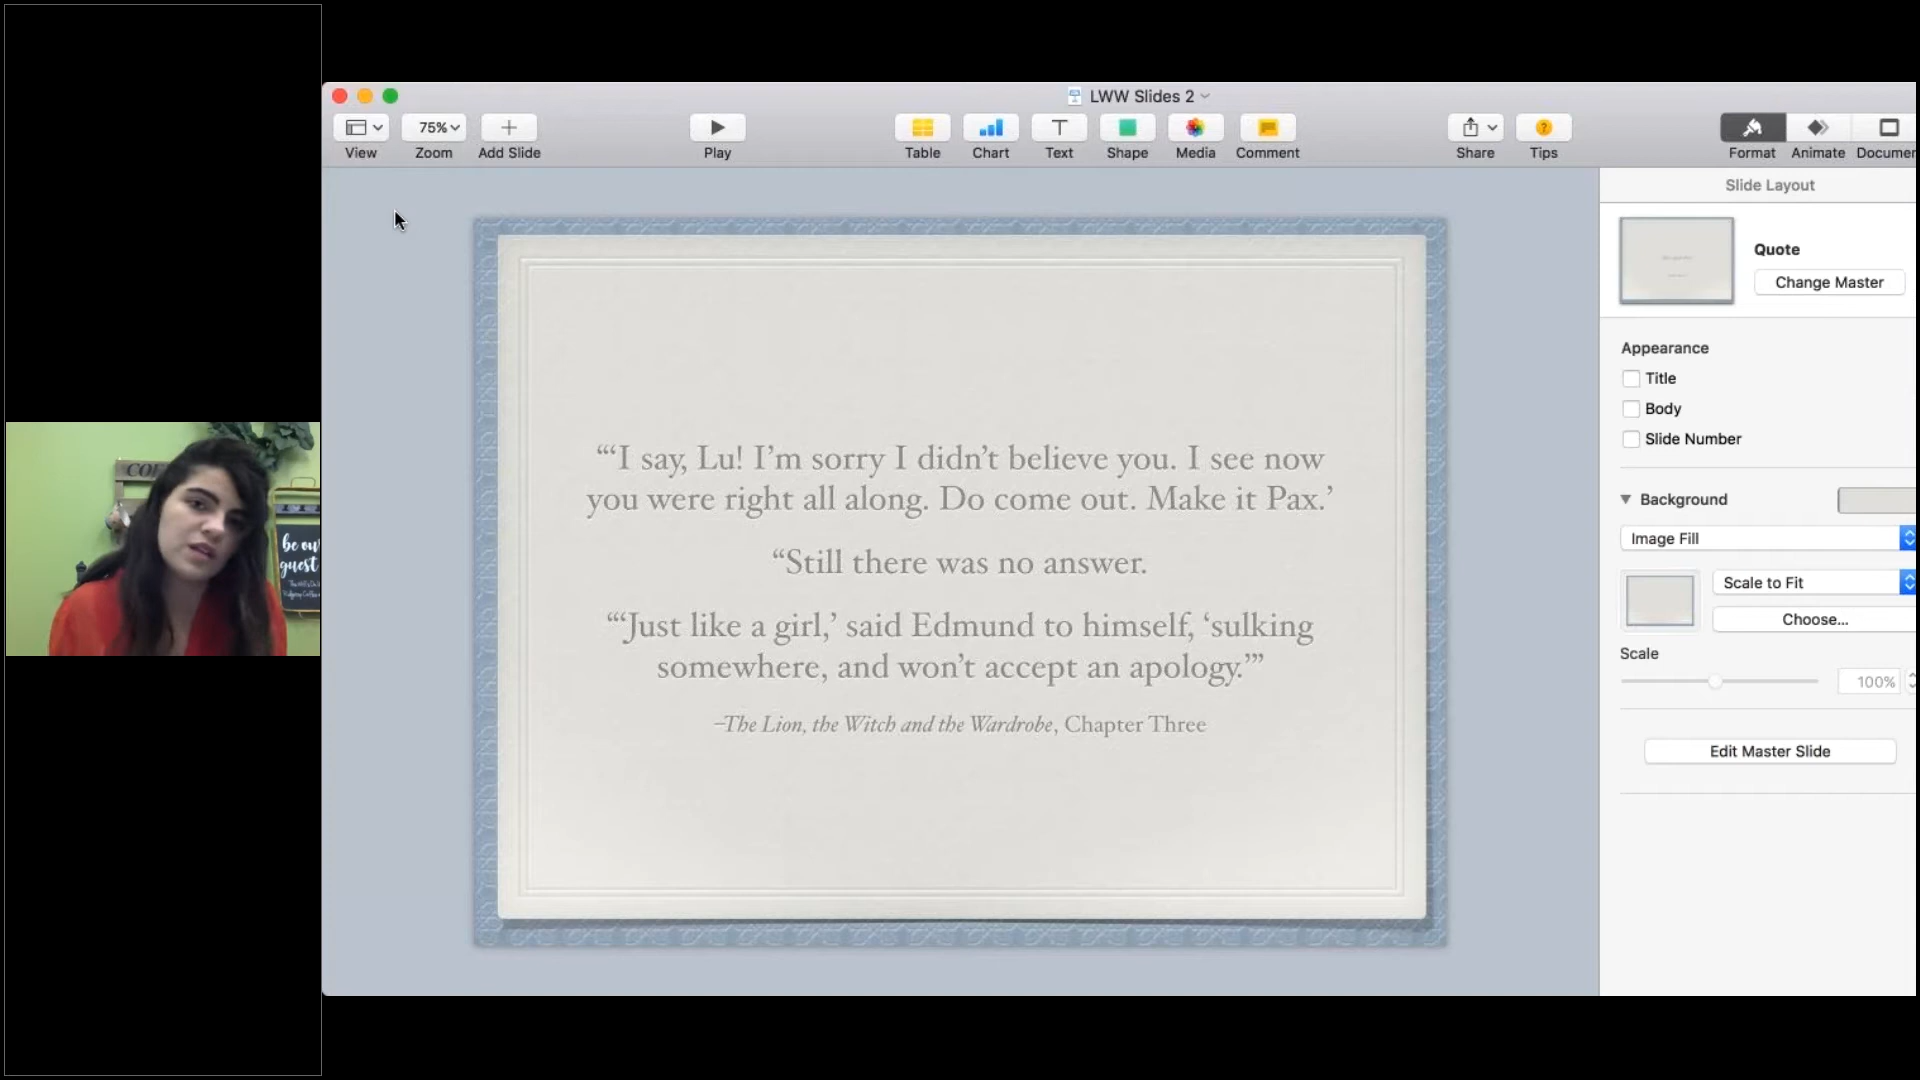 LWW Slides 2
75%
View
Zoom
Add Slide
Play
Table
Chart
Text
Shape
Media
Comment
Share
Tips
Format
Animate
Documen
Slide Layout
Quote
Change Master
Appearance
Title
Body
Slide Number
Background
Image Fill
Scale to Fit
Choose...
Scale
100%
Edit Master Slide
“‘I say, Lu! I’m sorry I didn’t believe you. I see now
you were right all along. Do come out. Make it Pax.’
“Still there was no answer.
“‘Just like a girl,’ said Edmund to himself, ‘sulking
somewhere, and won’t accept an apology.’”
–The Lion, the Witch and the Wardrobe, Chapter Three
COF
be our
guest